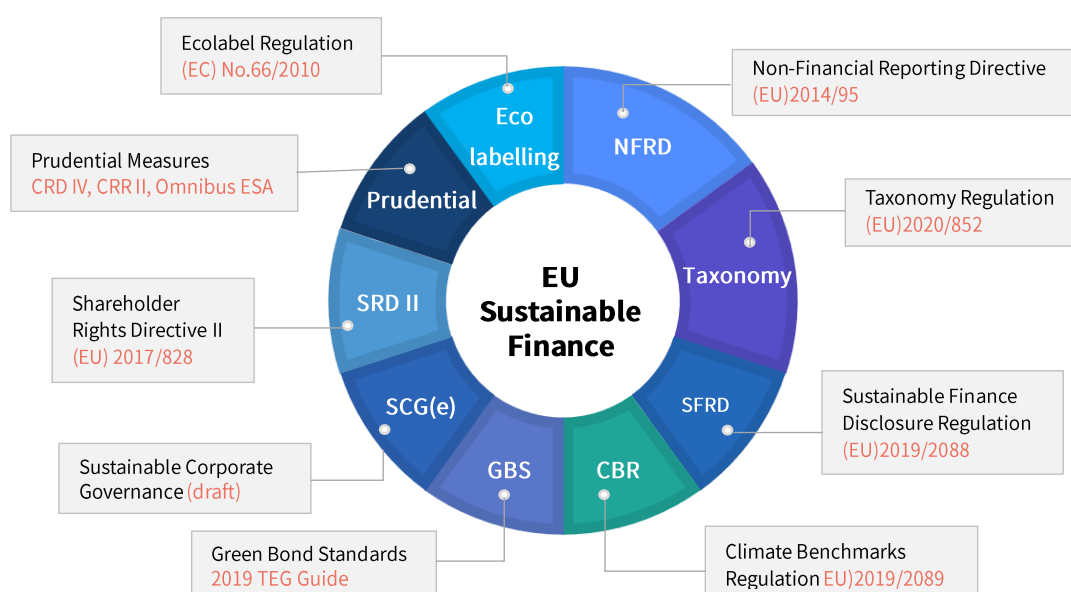 Ecolabel Regulation
(EC) No.66/2010
Non-Financial Reporting Directive
(EU)2014/95
Prudential Measures
CRD IV, CRR II, Omnibus ESA
Taxonomy Regulation
(EU)2020/852
Shareholder
Rights Directive II
(EU) 2017/828
Sustainable Finance
Disclosure Regulation
(EU)2019/2088
Sustainable Corporate
Governance (draft)
Green Bond Standards
2019 TEG Guide
Climate Benchmarks
Regulation EU)2019/2089
Eco
labelling
NFRD
Prudential
Taxonomy
SRD II
SCG(e)
SFRD
GBS
CBR
EU
Sustainable
Finance